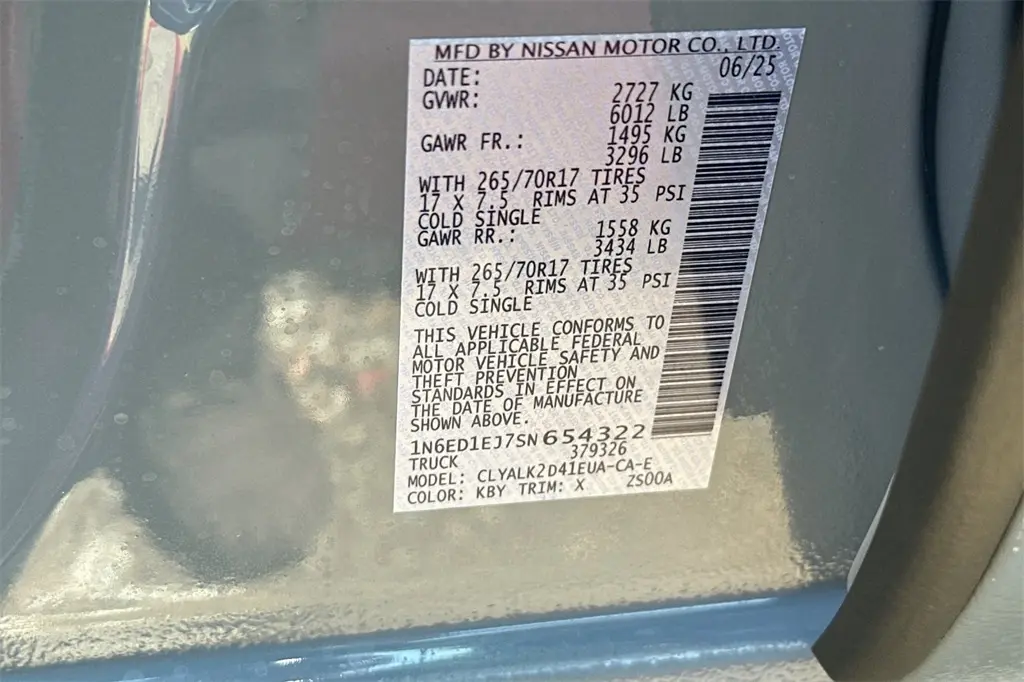 MFD BY NISSAN MOTOR CO., LTD.
DATE: 06/25
GVWR: 2727 KG
6012 LB
GAWR FR.: 1495 KG
3296 LB
WITH 265/70R17 TIRES
17 X 7.5 RIMS AT 35 PSI
COLD SINGLE
GAWR RR.: 1558 KG
3434 LB
WITH 265/70R17 TIRES
17 X 7.5 RIMS AT 35 PSI
COLD SINGLE
THIS VEHICLE CONFORMS TO
ALL APPLICABLE FEDERAL
MOTOR VEHICLE SAFETY AND
THEFT PREVENTION
STANDARDS IN EFFECT ON
THE DATE OF MANUFACTURE
SHOWN ABOVE.
1N6ED1EJ7SN654322
TRUCK 379326
MODEL: CLYALK2D41EUA-CA-E
COLOR: KBY TRIM: X ZS00A